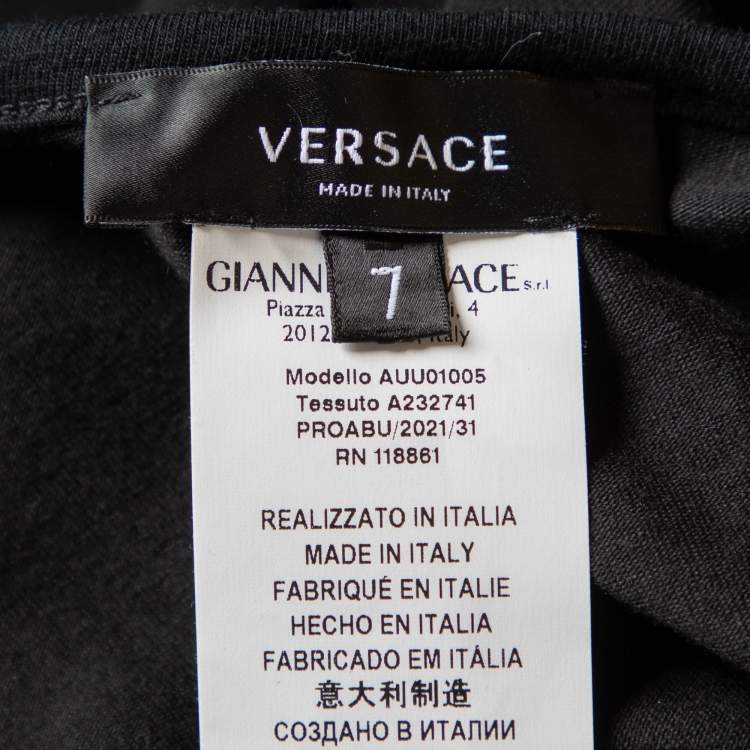 VERSACE
MADE IN ITALY
7
GIANNI ACE S.r.l
Piazza i. 4
2012 Italy
Modello AUU01005
Tessuto A232741
PROABU/2021/31
RN 118861
REALIZZATO IN ITALIA
MADE IN ITALY
FABRIQUÉ EN ITALIE
HECHO EN ITALIA
FABRICADO EM ITÁLIA
意大利制造
СОЗДАНО В ИТАЛИИ